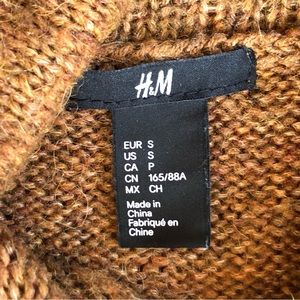 H&M
EUR S
US S
CA P
CN 165/88A
MX CH
Made in
China
Fabriqué en
Chine